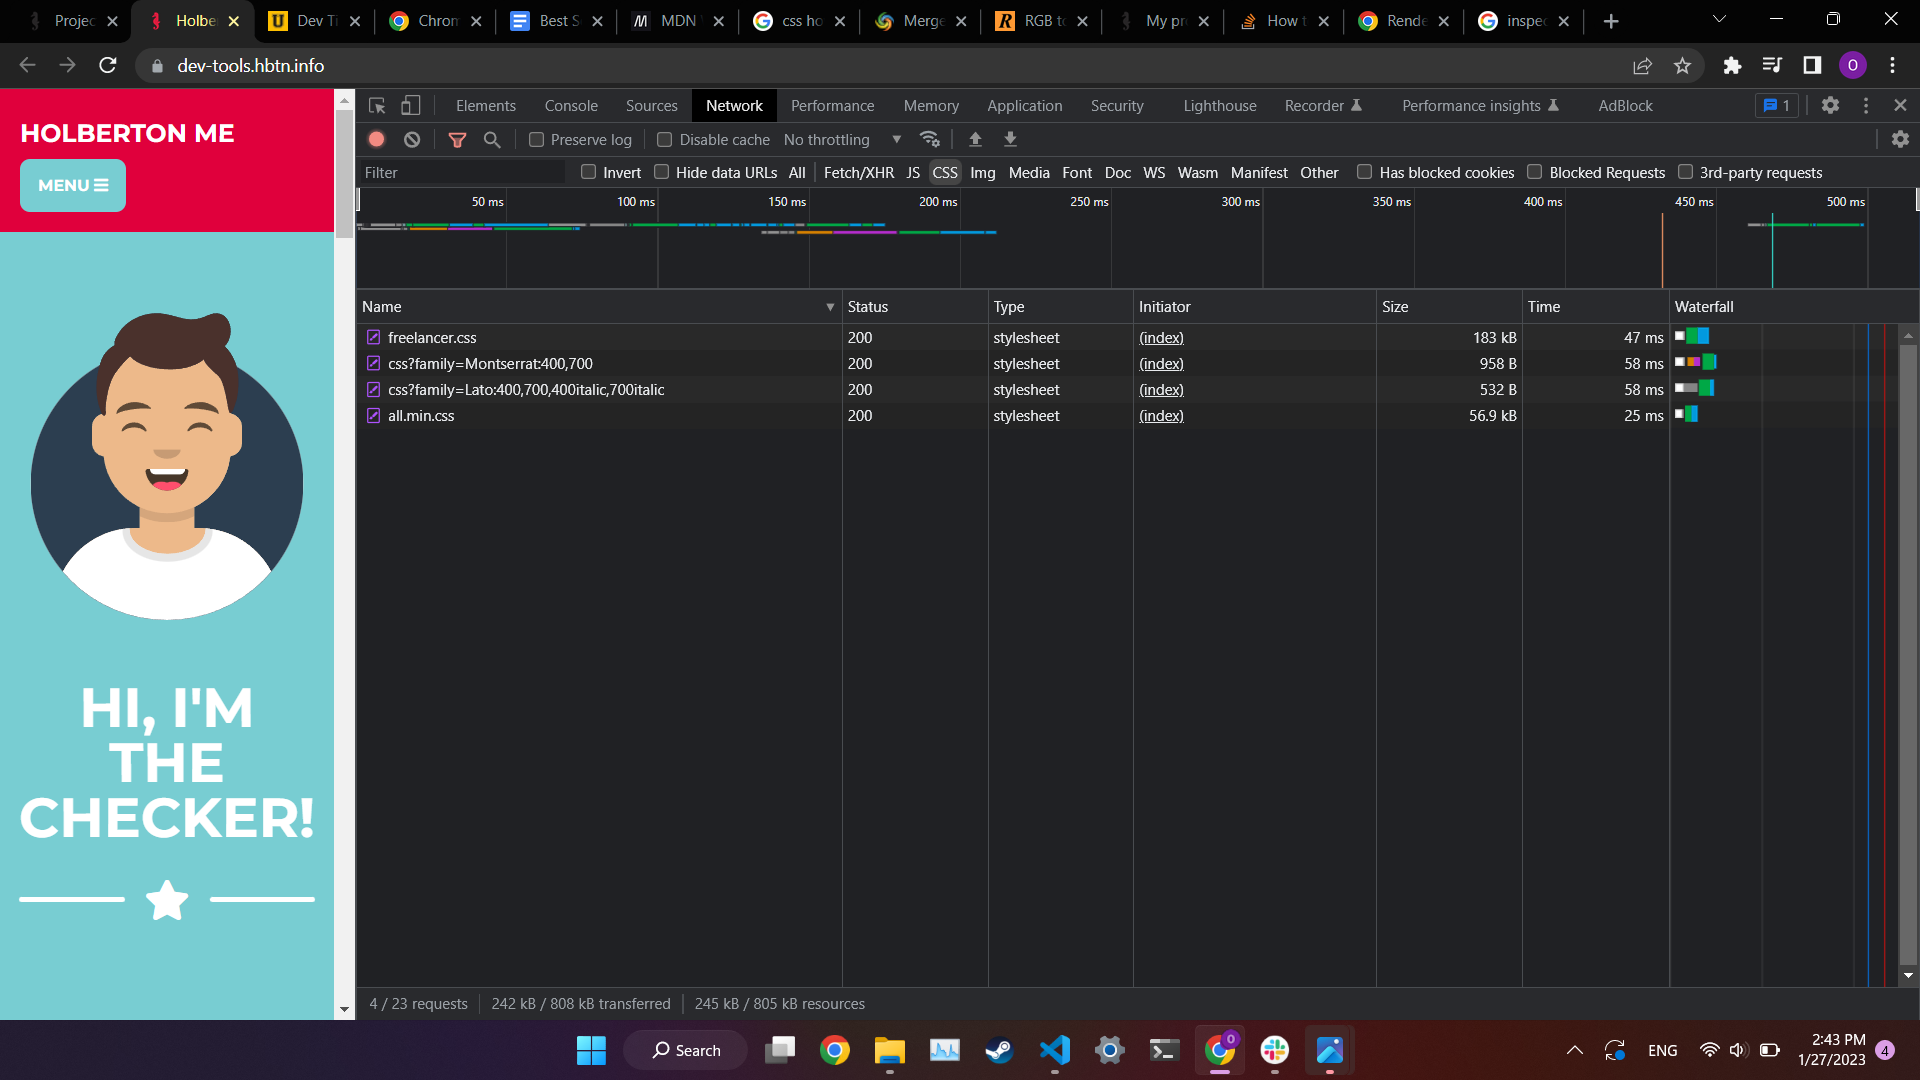 Projec
Holbe
Dev Ti
Chrom
Best S
MDN
css ho
Merge
RGB to
My pr
How t
Rende
inspec
dev-tools.hbtn.info
O
HOLBERTON ME
MENU
HI, I'M
THE
CHECKER!
Elements Console Sources Network Performance Memory Application Security Lighthouse Recorder Performance insights AdBlock 1
Preserve log Disable cache No throttling
Filter Invert Hide data URLs All Fetch/XHR JS CSS Img Media Font Doc WS Wasm Manifest Other Has blocked cookies Blocked Requests 3rd-party requests
50 ms 100 ms 150 ms 200 ms 250 ms 300 ms 350 ms 400 ms 450 ms 500 ms
Name Status Type Initiator Size Time Waterfall
freelancer.css 200 stylesheet (index) 183 kB 47 ms
css?family=Montserrat:400,700 200 stylesheet (index) 958 B 58 ms
css?family=Lato:400,700,400italic,700italic 200 stylesheet (index) 532 B 58 ms
all.min.css 200 stylesheet (index) 56.9 kB 25 ms
4 / 23 requests 242 kB / 808 kB transferred 245 kB / 805 kB resources
Search
O
ENG
2:43 PM
1/27/2023
4